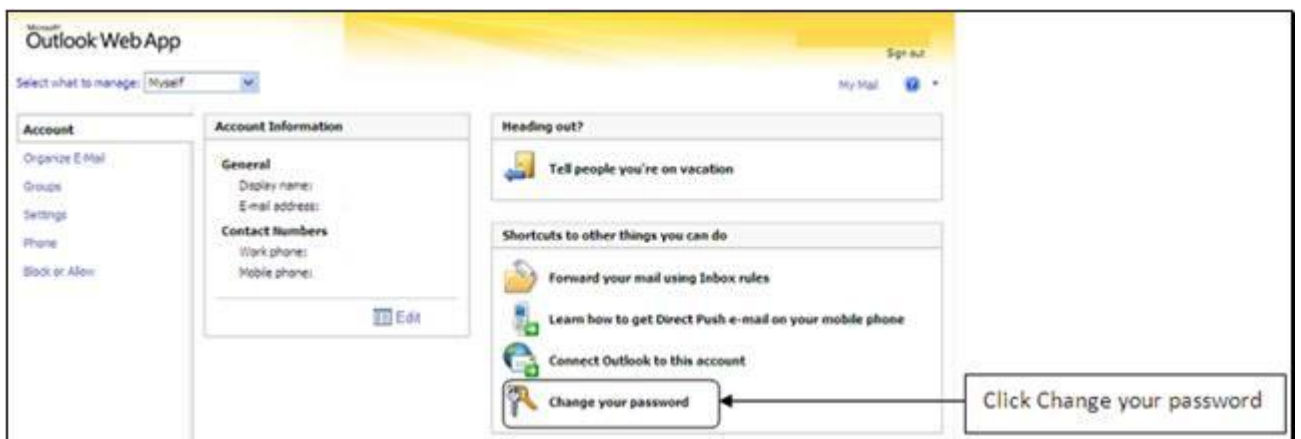 Microsoft
Outlook Web App
Sign out
Select what to manage: Myself
My Mail
Account
Organize E-Mail
Groups
Settings
Phone
Block or Allow
Account Information
General
Display name:
E-mail address:
Contact Numbers
Work phone:
Mobile phone:
Edit
Heading out?
Tell people you're on vacation
Shortcuts to other things you can do
Forward your mail using Inbox rules
Learn how to get Direct Push e-mail on your mobile phone
Connect Outlook to this account
Change your password
Click Change your password